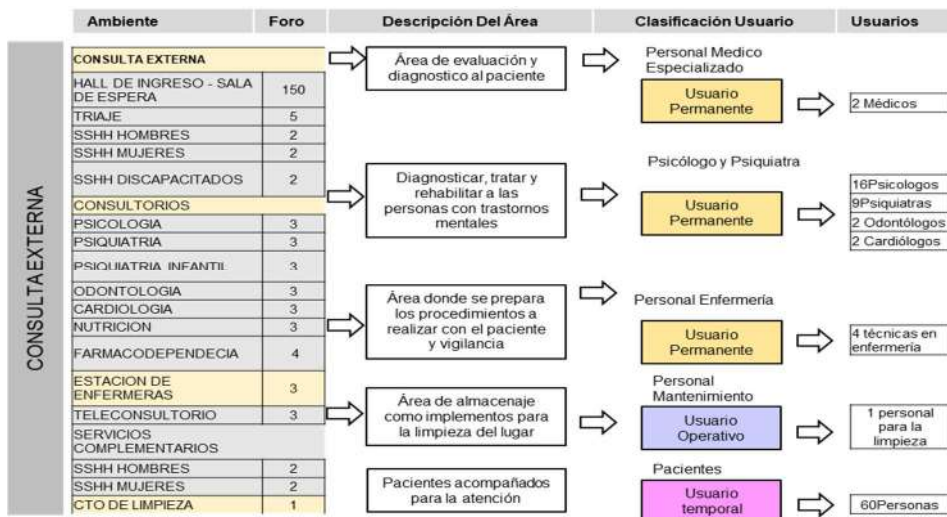 Ambiente Foro Descripción Del Área Clasificación Usuario Usuarios
CONSULTA EXTERNA
CONSULTA EXTERNA
HALL DE INGRESO - SALA
DE ESPERA 150
TRIAJE 5
SSHH HOMBRES 2
SSHH MUJERES 2
SSHH DISCAPACITADOS 2
CONSULTORIOS
PSICOLOGIA 3
PSIQUIATRIA 3
PSIQUIATRIA INFANTIL 3
ODONTOLOGIA 3
CARDIOLOGIA 3
NUTRICION 3
FARMACODEPENDECIA 4
ESTACION DE
ENFERMERAS 3
TELECONSULTORIO 3
SERVICIOS
COMPLEMENTARIOS
SSHH HOMBRES 2
SSHH MUJERES 2
CTO DE LIMPIEZA 1
Área de evaluación y
diagnostico al paciente
Diagnosticar, tratar y
rehabilitar a las
personas con trastornos
mentales
Área donde se prepara
los procedimientos a
realizar con el paciente
y vigilancia
Área de almacenaje
como implementos para
la limpieza del lugar
Pacientes acompañados
para la atención
Personal Medico
Especializado
Usuario
Permanente
Psicólogo y Psiquiatra
Usuario
Permanente
Personal Enfermería
Usuario
Permanente
Personal
Mantenimiento
Usuario
Operativo
Pacientes
Usuario
temporal
2 Médicos
16Psicologos
9Psiquiatras
2 Odontólogos
2 Cardiólogos
4 técnicas en
enfermería
1 personal
para la
limpieza
60Personas